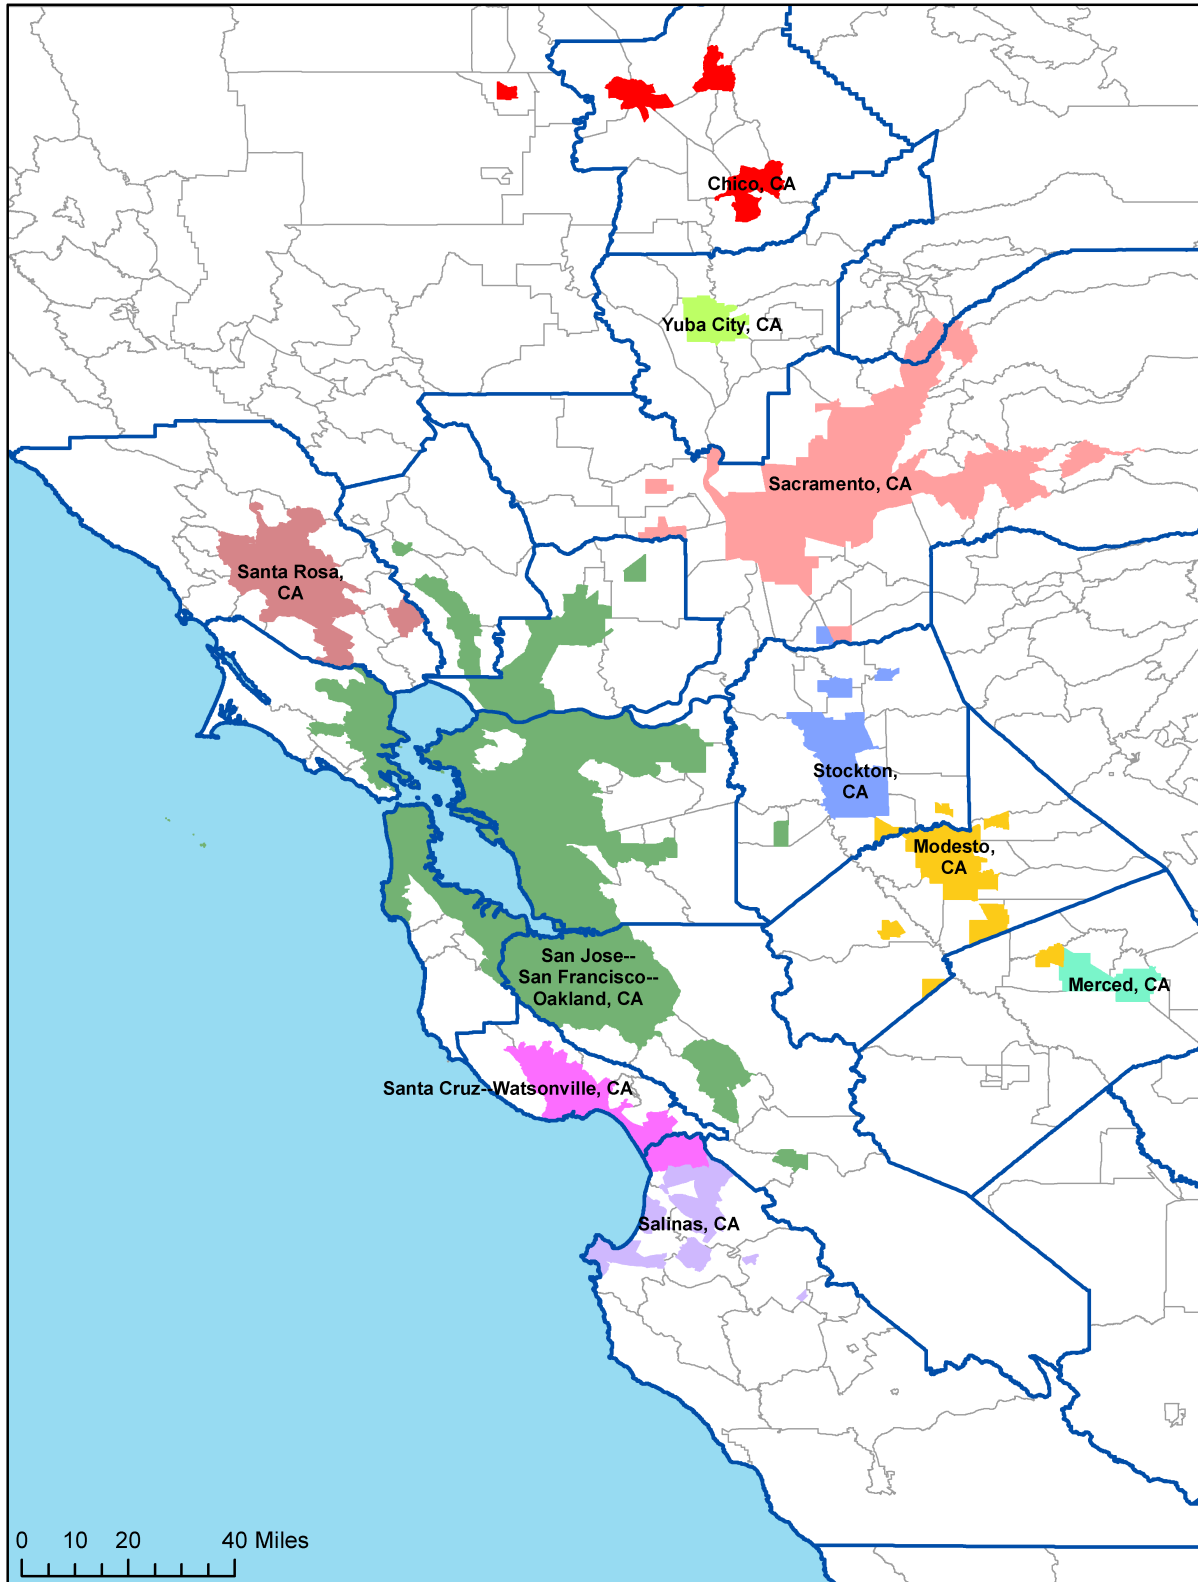 Chico, CA
Yuba City, CA
Sacramento, CA
Santa Rosa,
CA
Stockton,
CA
Modesto,
CA
San Jose--
San Francisco--
Oakland, CA
Merced, CA
Santa Cruz--Watsonville, CA
Salinas, CA
0 10 20 40 Miles